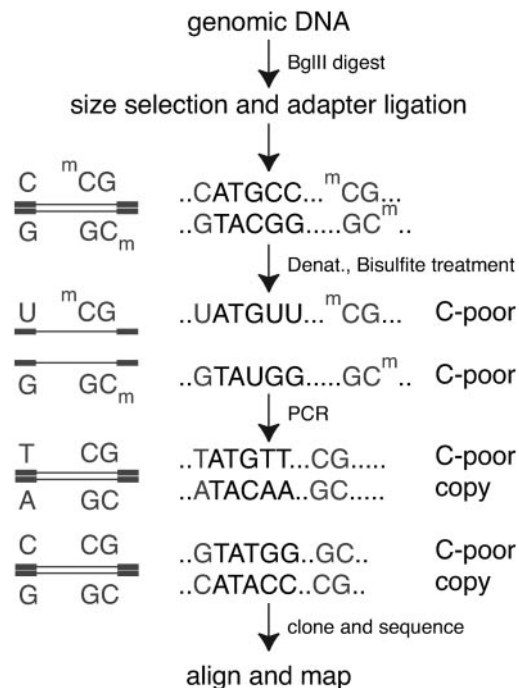 genomic DNA
BglII digest
size selection and adapter ligation
C mCG ..CATGCC... mCG...
G GCm ..GTACGG.....GCm ..
Denat., Bisulfite treatment
U mCG ..UATGUU... mCG... C-poor
G GCm ..GTAUGG.....GCm .. C-poor
PCR
T CG ..TATGTT...CG..... C-poor
A GC ..ATACAA..GC..... copy
C CG ..GTATGG..GC.. C-poor
G GC ..CATACC..CG.. copy
clone and sequence
align and map